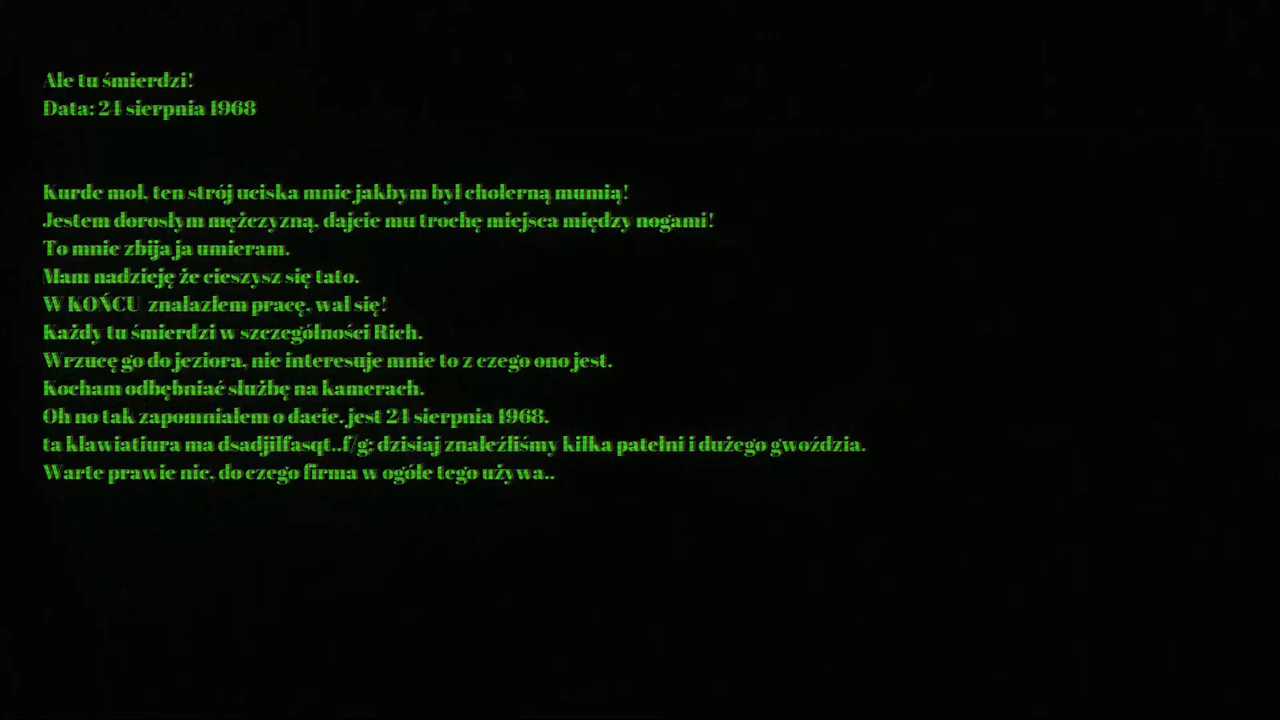 Ale tu śmierdzi!
Data: 24 sierpnia 1968
Kurde mol, ten strój uciska mnie jakbym był cholerną mumią!
Jestem dorosłym mężczyzną, dajcie mu trochę miejsca między nogami!
To mnie zbija ja umieram.
Mam nadzieję że cieszysz się tato.
W KOŃCU znalazłem pracę, wal się!
Każdy tu śmierdzi w szczególności Rich.
Wrzucę go do jeziora, nie interesuje mnie to z czego ono jest.
Kocham odbębniać służbę na kamerach.
Oh no tak zapomniałem o dacie. jest 24 sierpnia 1968.
ta klawiatiura ma dsadjilfasqt..f/g; dzisiaj znaleźliśmy kilka patelni i dużego gwoździa.
Warte prawie nic. do czego firma w ogóle tego używa..